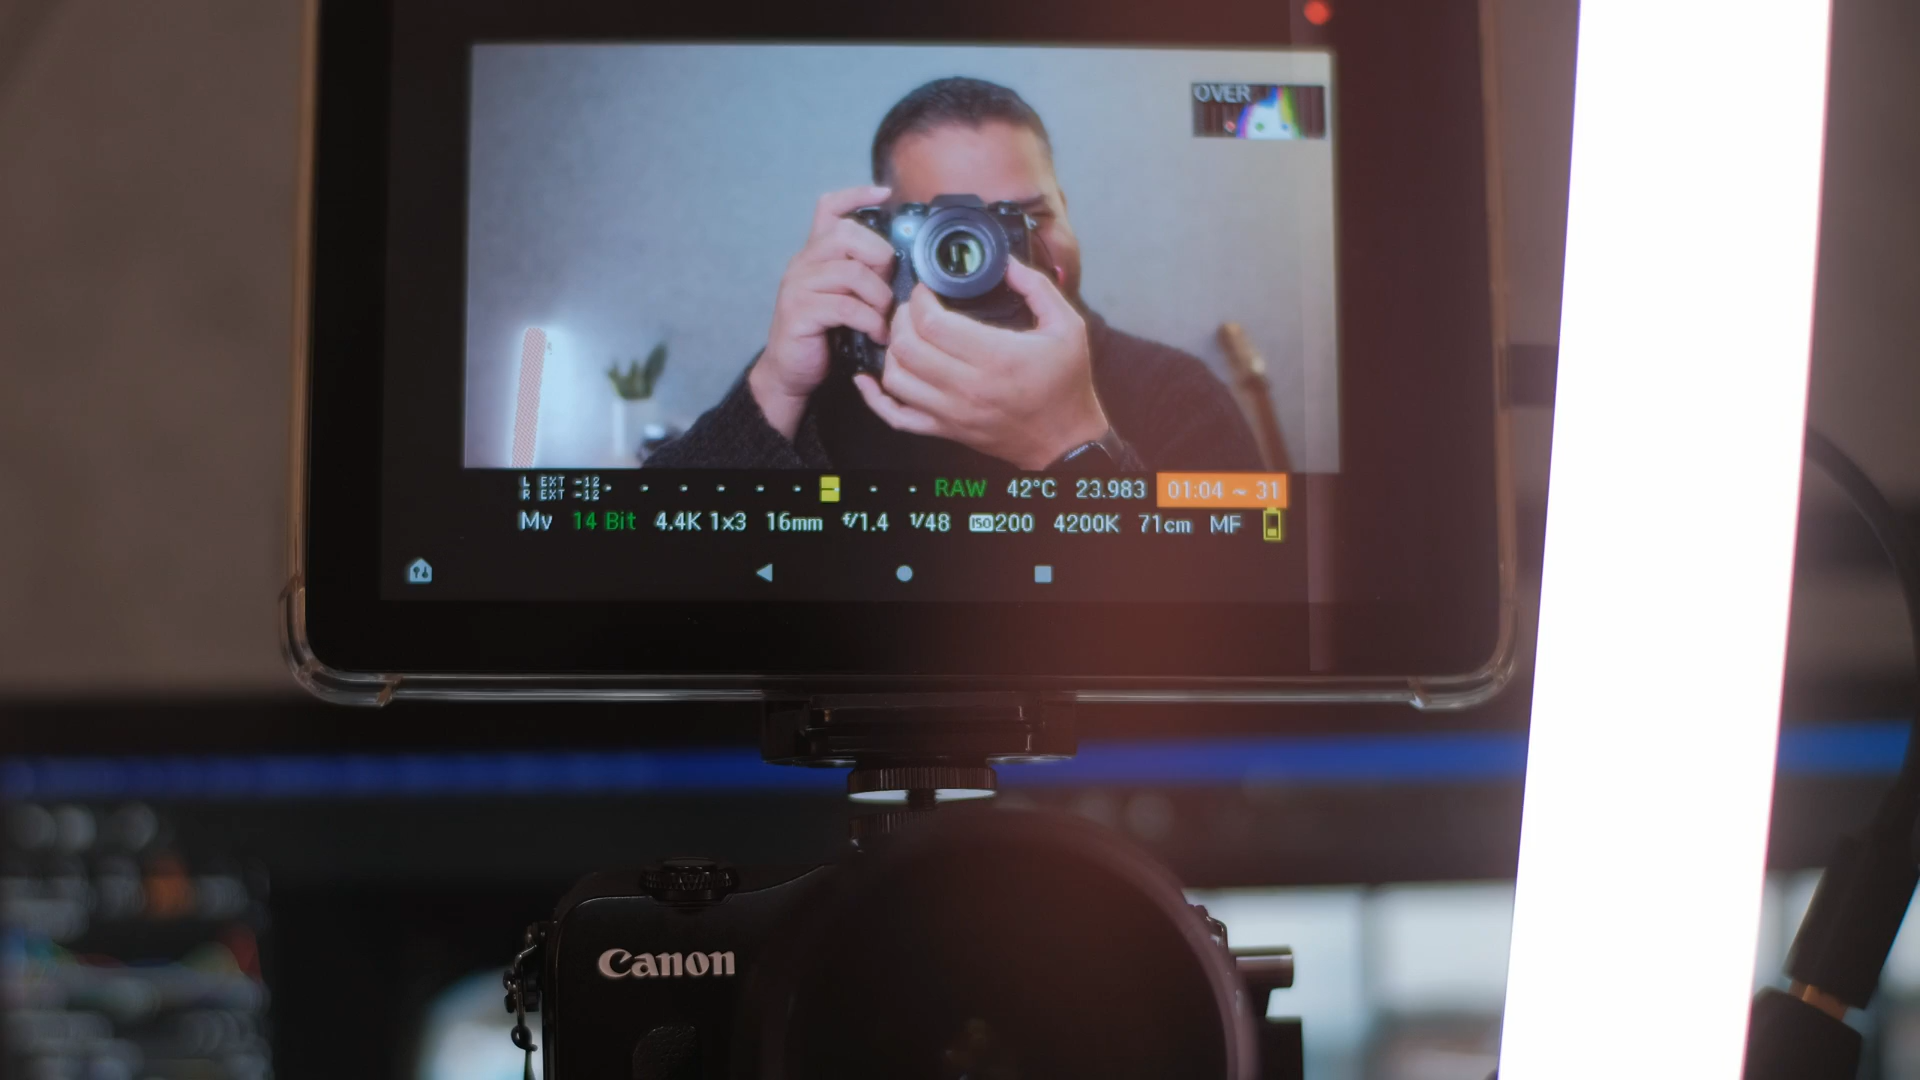 OVER
L EXT -12
R EXT -12
RAW 42°C 23.983 01:04 ~ 31
Mv 14 Bit 4.4K 1x3 16mm f/1.4 1/48 ISO200 4200K 71cm MF
Canon